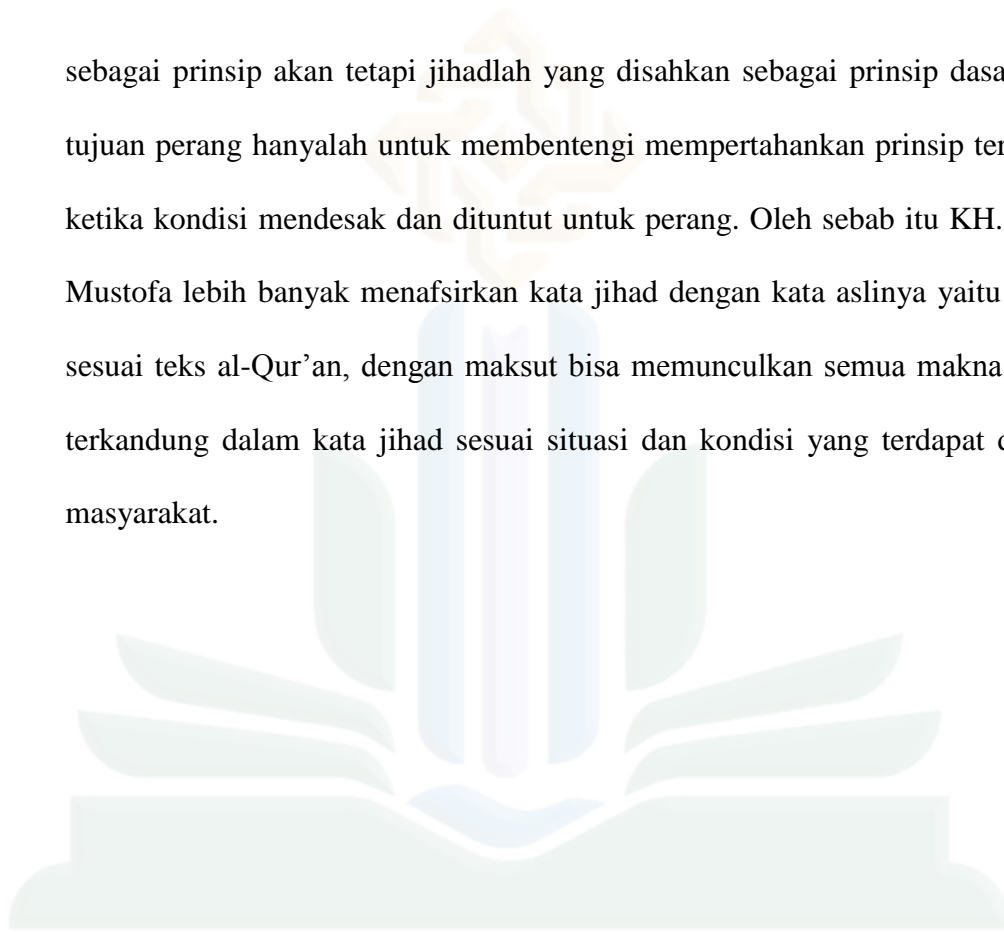 sebagai prinsip akan tetapi jihadlah yang disahkan sebagai prinsip
tujuan perang hanyalah untuk membentengi mempertahankan prinsip
ketika kondisi mendesak dan dituntut untuk perang. Oleh sebab itu KH.
Mustofa lebih banyak menafsirkan kata jihad dengan kata aslinya yaitu
sesuai teks al-Qur’an, dengan maksut bisa memunculkan semua makna
terkandung dalam kata jihad sesuai situasi dan kondisi yang terdapat
masyarakat.